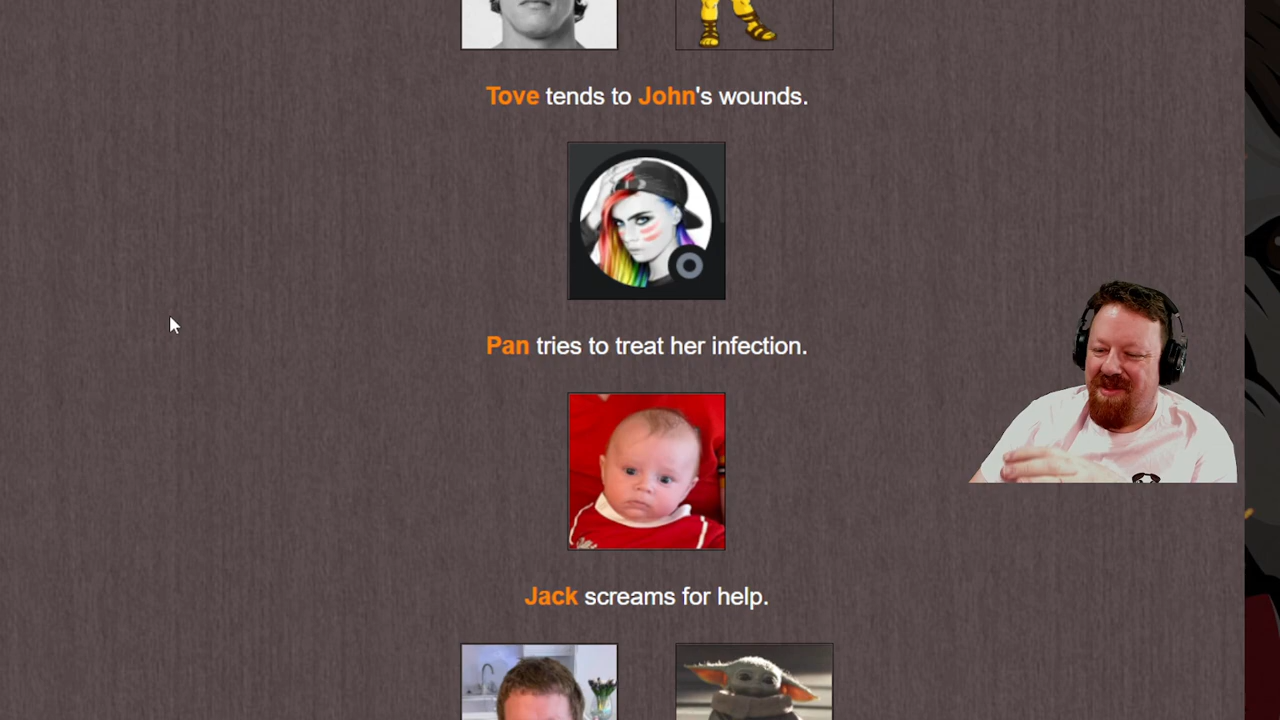 Tove tends to John's wounds.
Pan tries to treat her infection.
Jack screams for help.